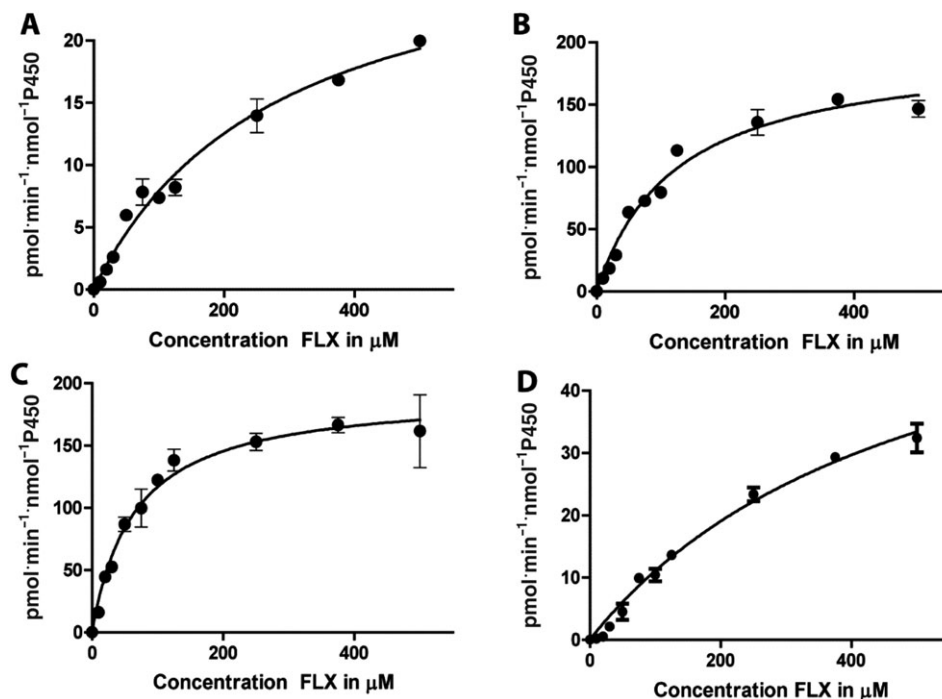 A
pmol·min⁻¹·nmol⁻¹P450
20
15
10
5
0
0 200 400
Concentration FLX in μM
B
pmol·min⁻¹·nmol⁻¹P450
200
150
100
50
0
0 200 400
Concentration FLX in μM
C
pmol·min⁻¹·nmol⁻¹P450
200
150
100
50
0
0 200 400
Concentration FLX in μM
D
pmol·min⁻¹·nmol⁻¹P450
40
30
20
10
0
0 200 400
Concentration FLX in μM